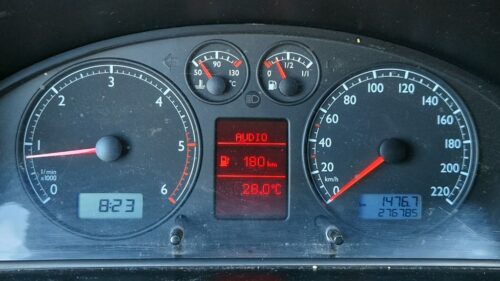 50 90 130
°C
0 1/2 1/1
0 1 2 3 4 5 6
1/min
x1000
8:23
AUDIO
180 km
28.0°C
0 20 40 60 80 100 120 140 160 180 200 220
km/h
1476.7
276785